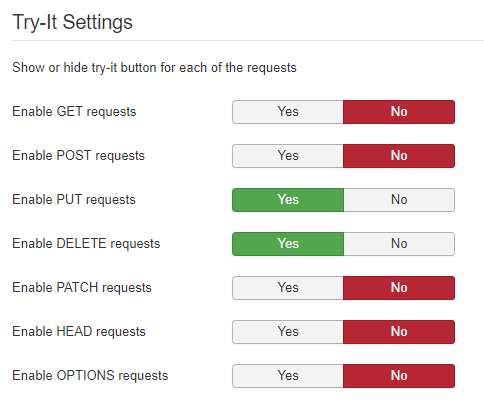 Try-It Settings
Show or hide try-it button for each of the requests
Enable GET requests Yes No
Enable POST requests Yes No
Enable PUT requests Yes No
Enable DELETE requests Yes No
Enable PATCH requests Yes No
Enable HEAD requests Yes No
Enable OPTIONS requests Yes No